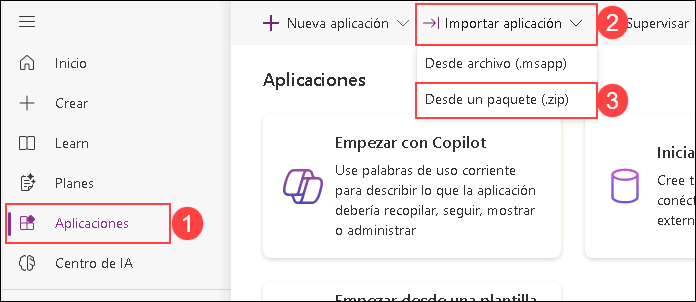 Nueva aplicación
Importar aplicación
2
Supervisar
Desde archivo (.msapp)
Desde un paquete (.zip)
3
Inicio
Crear
Learn
Planes
Aplicaciones
1
Centro de IA
Aplicaciones
Empezar con Copilot
Use palabras de uso corriente
para describir lo que la aplicación
debería recopilar, seguir, mostrar
o administrar
Inicia
Cree t
conéct
extern
Empezar desde una plantilla